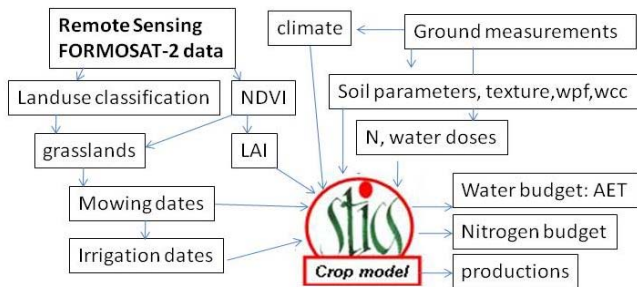 Remote Sensing
FORMOSAT-2 data
climate
Ground measurements
Landuse classification
NDVI
Soil parameters, texture,wpf,wcc
grasslands
LAI
N, water doses
Mowing dates
Water budget: AET
Irrigation dates
stics
Nitrogen budget
Crop model
productions